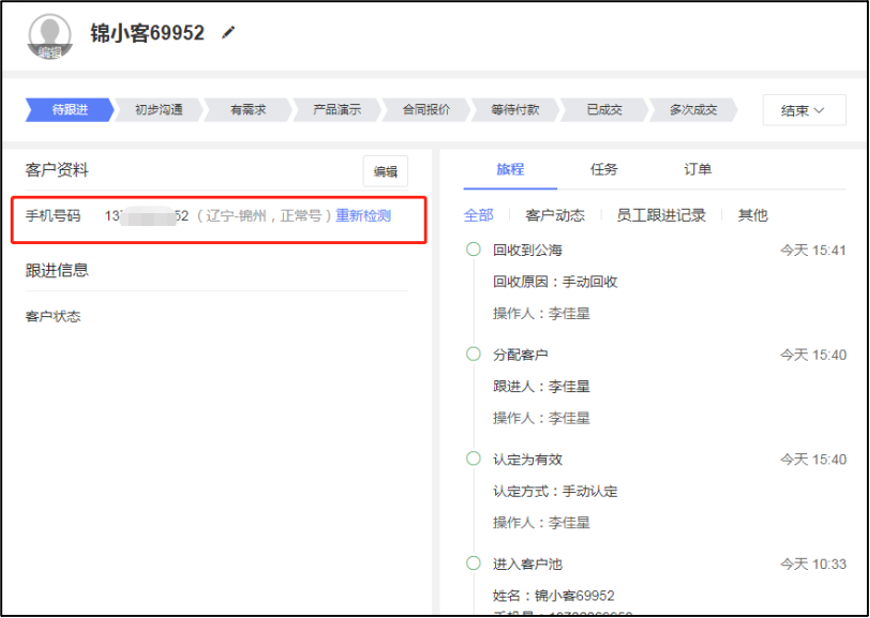 锦小客69952
编辑
待跟进
初步沟通
有需求
产品演示
合同报价
等待付款
已成交
多次成交
结束
客户资料
编辑
手机号码 13 52（辽宁-锦州，正常号）重新检测
跟进信息
客户状态
旅程 任务 订单
全部 客户动态 员工跟进记录 其他
回收到公海 今天 15:41
回收原因：手动回收
操作人：李佳星
分配客户 今天 15:40
跟进人：李佳星
操作人：李佳星
认定为有效 今天 15:40
认定方式：手动认定
操作人：李佳星
进入客户池 今天 10:33
姓名：锦小客69952